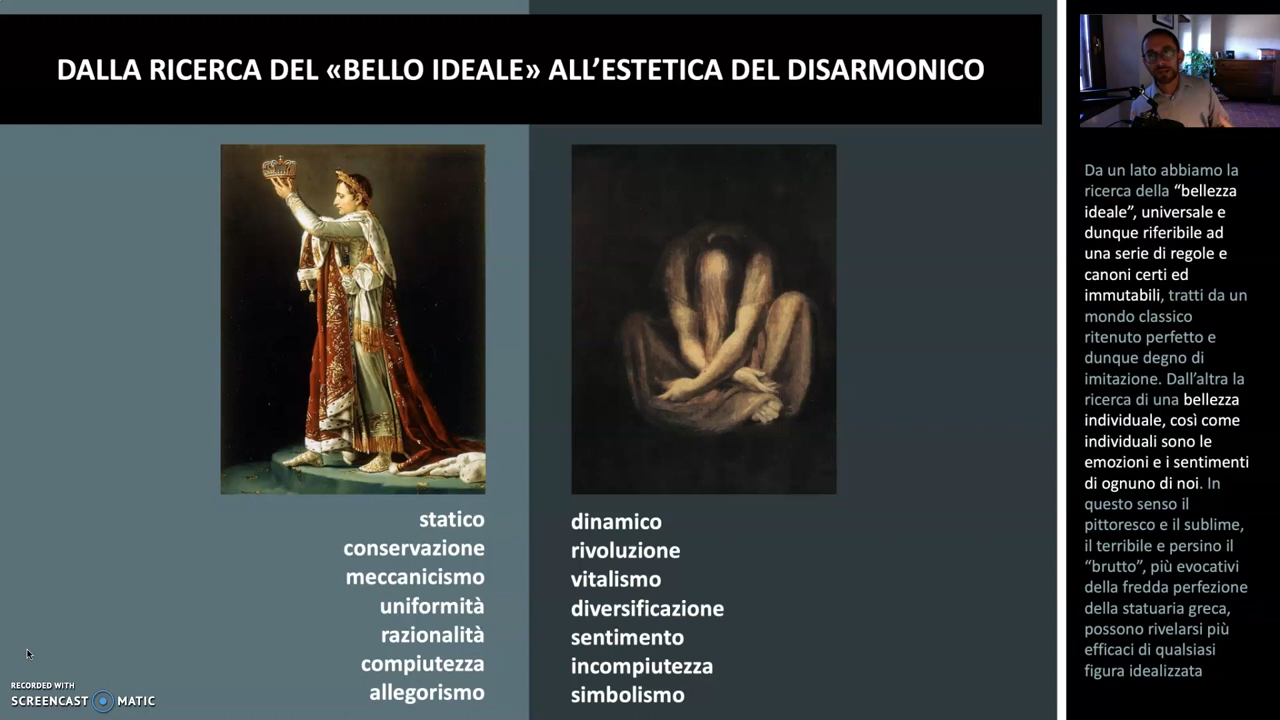 DALLA RICERCA DEL «BELLO IDEALE» ALL'ESTETICA DEL DISARMONICO
statico
conservazione
meccanicismo
uniformità
razionalità
compiutezza
allegorismo
dinamico
rivoluzione
vitalismo
diversificazione
sentimento
incompiutezza
simbolismo
Da un lato abbiamo la
ricerca della “bellezza
ideale”, universale e
dunque riferibile ad
una serie di regole e
canoni certi ed
immutabili, tratti da un
mondo classico
ritenuto perfetto e
dunque degno di
imitazione. Dall’altra la
ricerca di una bellezza
individuale, così come
individuali sono le
emozioni e i sentimenti
di ognuno di noi. In
questo senso il
pittoresco e il sublime,
il terribile e persino il
“brutto”, più evocativi
della fredda perfezione
della statuaria greca,
possono rivelarsi più
efficaci di qualsiasi
figura idealizzata
RECORDED WITH
SCREENCAST MATIC